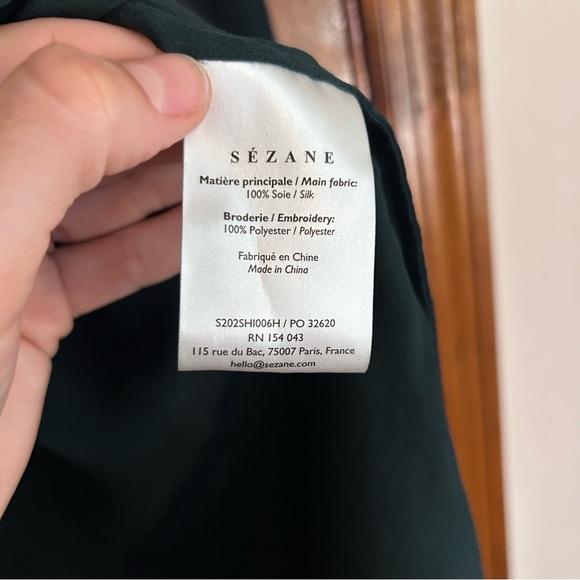 SÉZANE
Matière principale / Main fabric:
100% Soie / Silk
Broderie / Embroidery:
100% Polyester / Polyester
Fabriqué en Chine
Made in China
S202SHI006H / PO 32620
RN 154 043
115 rue du Bac, 75007 Paris, France
hello@sezane.com